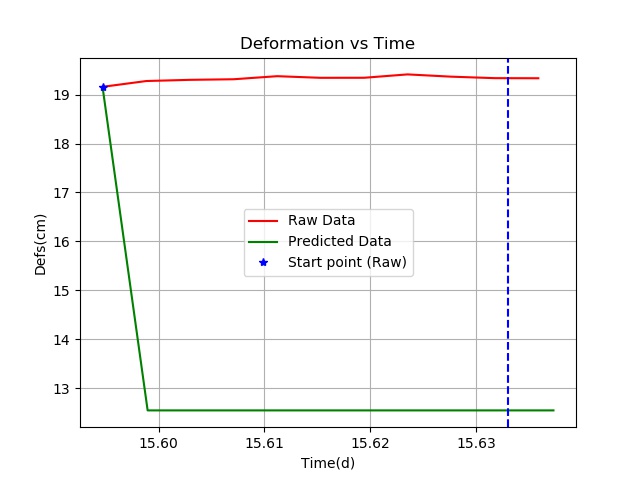 Deformation vs Time
Defs(cm)
19
18
17
16
15
14
13
Raw Data
Predicted Data
Start point (Raw)
15.60 15.61 15.62 15.63
Time(d)